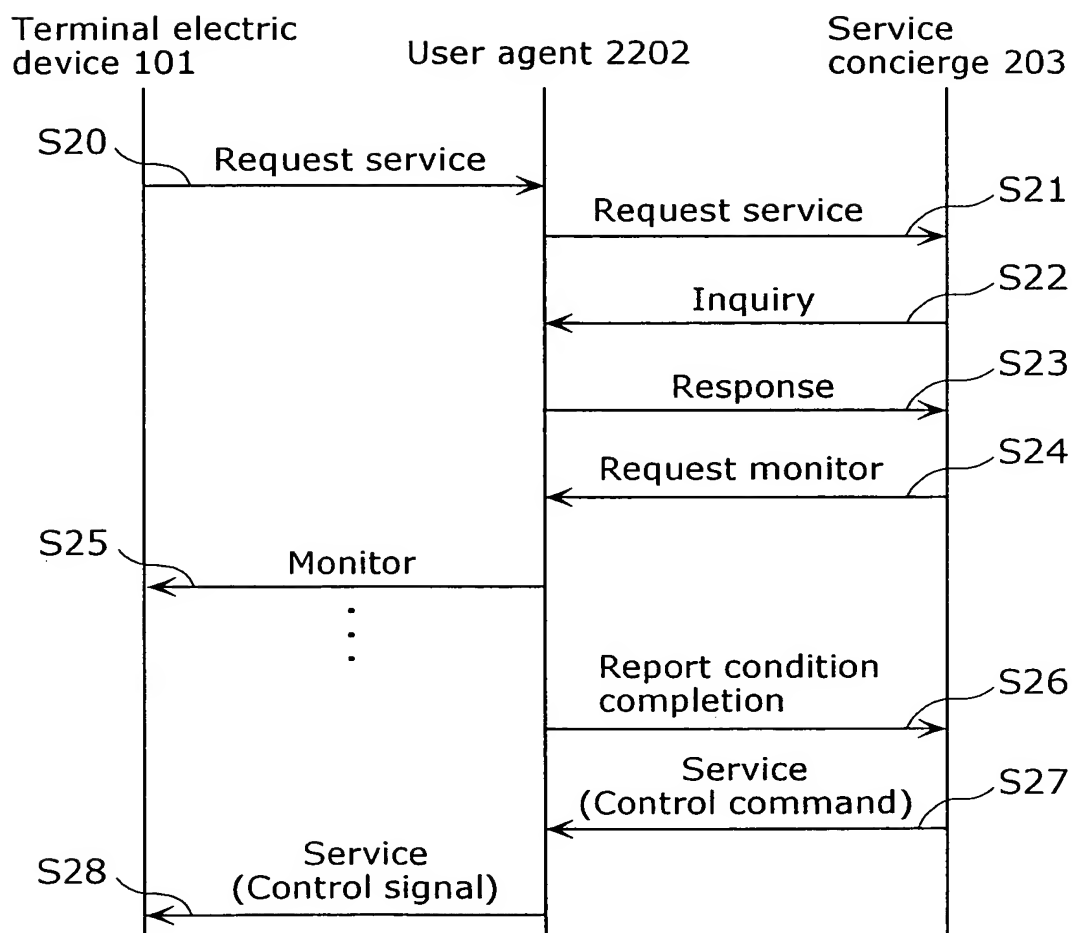 Terminal electric
device 101
User agent 2202
Service
concierge 203
S20
Request service
S21
Request service
S22
Inquiry
S23
Response
S24
Request monitor
S25
Monitor
S26
Report condition
completion
S27
Service
(Control command)
S28
Service
(Control signal)